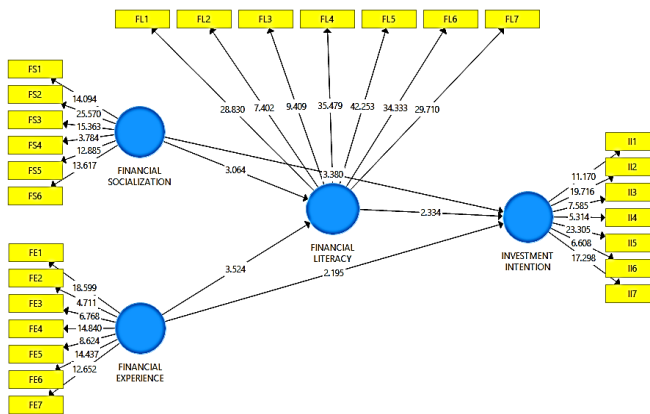 FL1 FL2 FL3 FL4 FL5 FL6 FL7
28.830 7.402 9.409 35.479 42.253 34.333 29.710
FS1
FS2
FS3
FS4
FS5
FS6
14.094
25.570
15.363
3.784
12.885
13.617
FINANCIAL
SOCIALIZATION
3.064
3.380
FINANCIAL
LITERACY
2.334
3.524
2.195
FE1
FE2
FE3
FE4
FE5
FE6
FE7
18.599
4.711
6.768
14.840
8.624
14.437
12.652
FINANCIAL
EXPERIENCE
INVESTMENT
INTENTION
11.170
19.716
7.585
5.314
23.305
6.608
17.298
II1
II2
II3
II4
II5
II6
II7